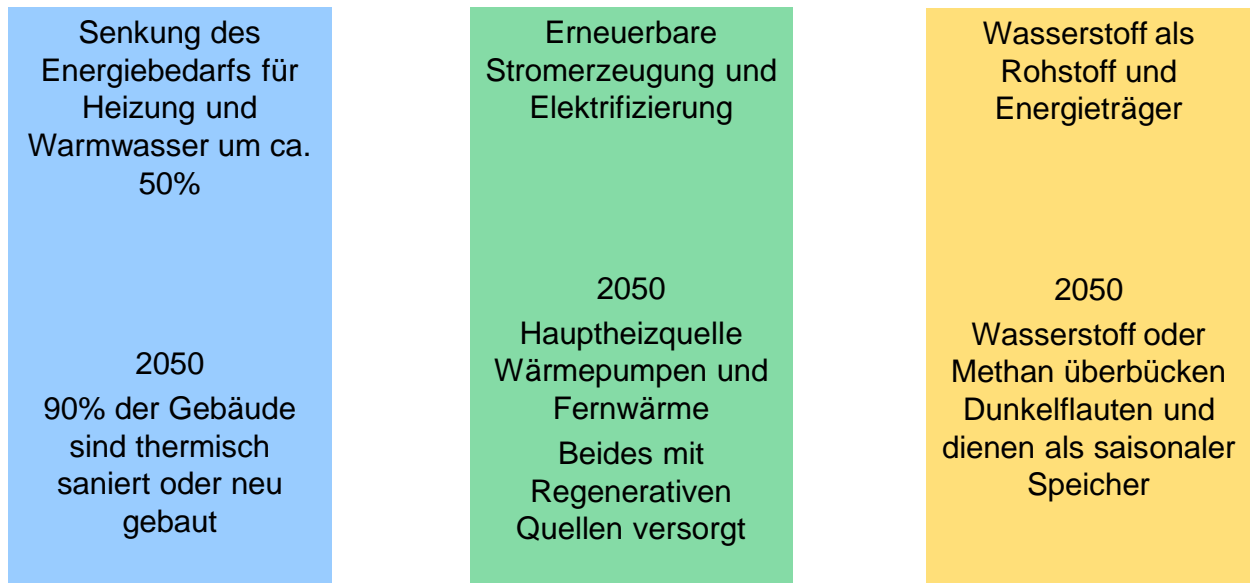 Senkung des
Energiebedarfs für
Heizung und
Warmwasser um ca.
50%
2050
90% der Gebäude
sind thermisch
saniert oder neu
gebaut
Erneuerbare
Stromerzeugung und
Elektrifizierung
2050
Hauptheizquelle
Wärmepumpen und
Fernwärme
Beides mit
Regenerativen
Quellen versorgt
Wasserstoff als
Rohstoff und
Energieträger
2050
Wasserstoff oder
Methan überbücken
Dunkelflauten und
dienen als saisonaler
Speicher